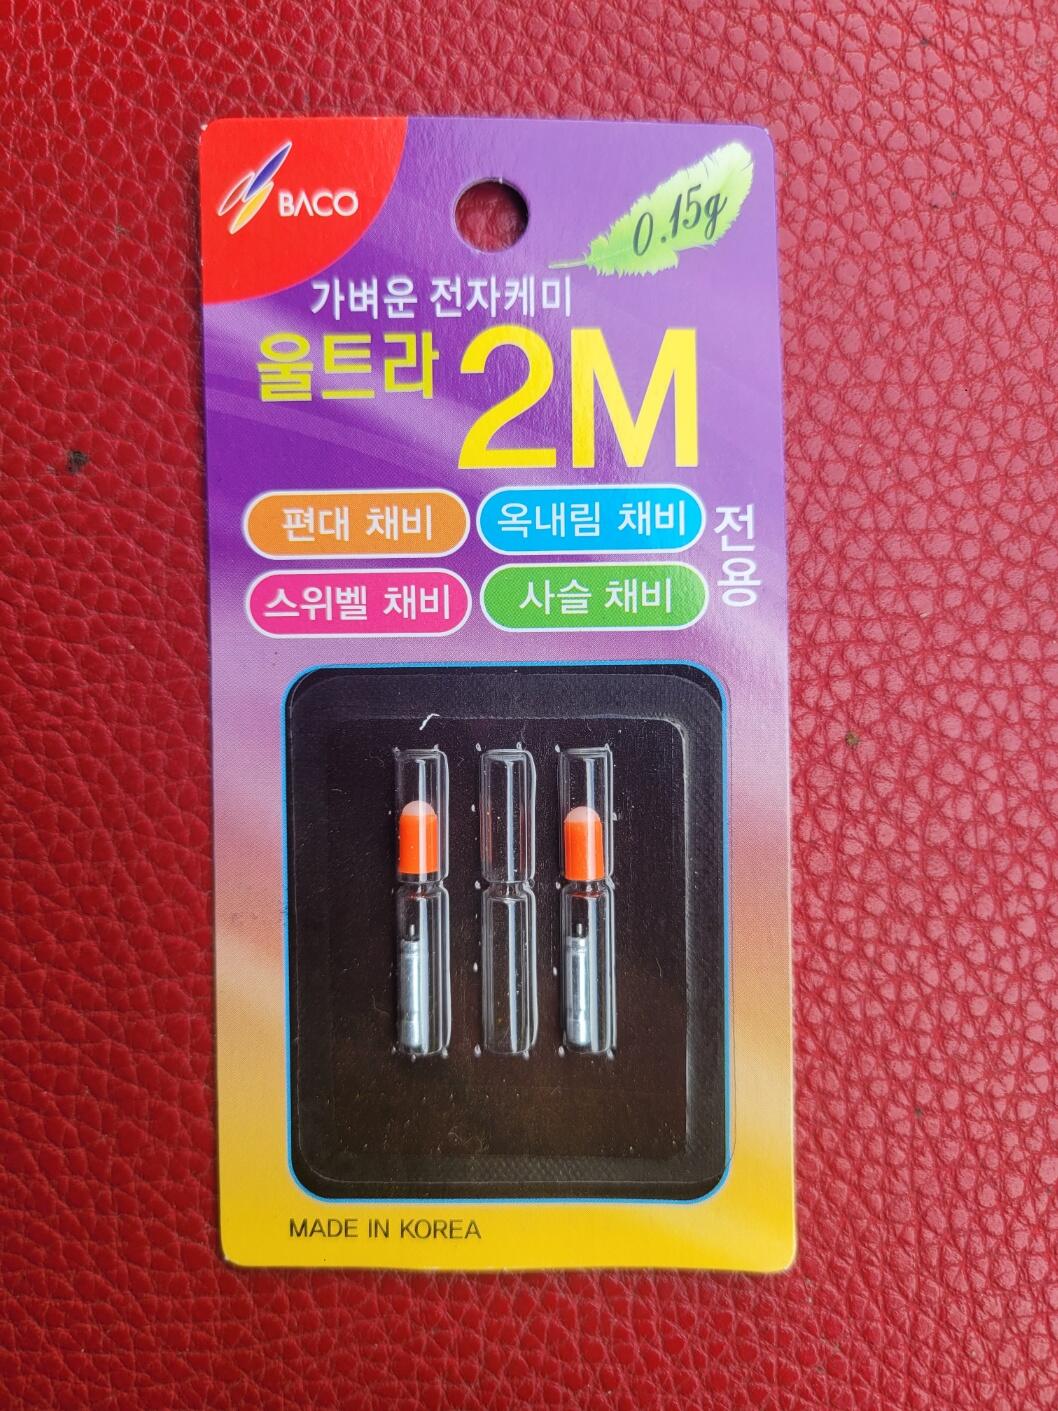 BACO
0.15g
가벼운 전자케미
울트라 2M
편대 채비
옥내림 채비
스위벨 채비
사슬 채비
전용
MADE IN KOREA